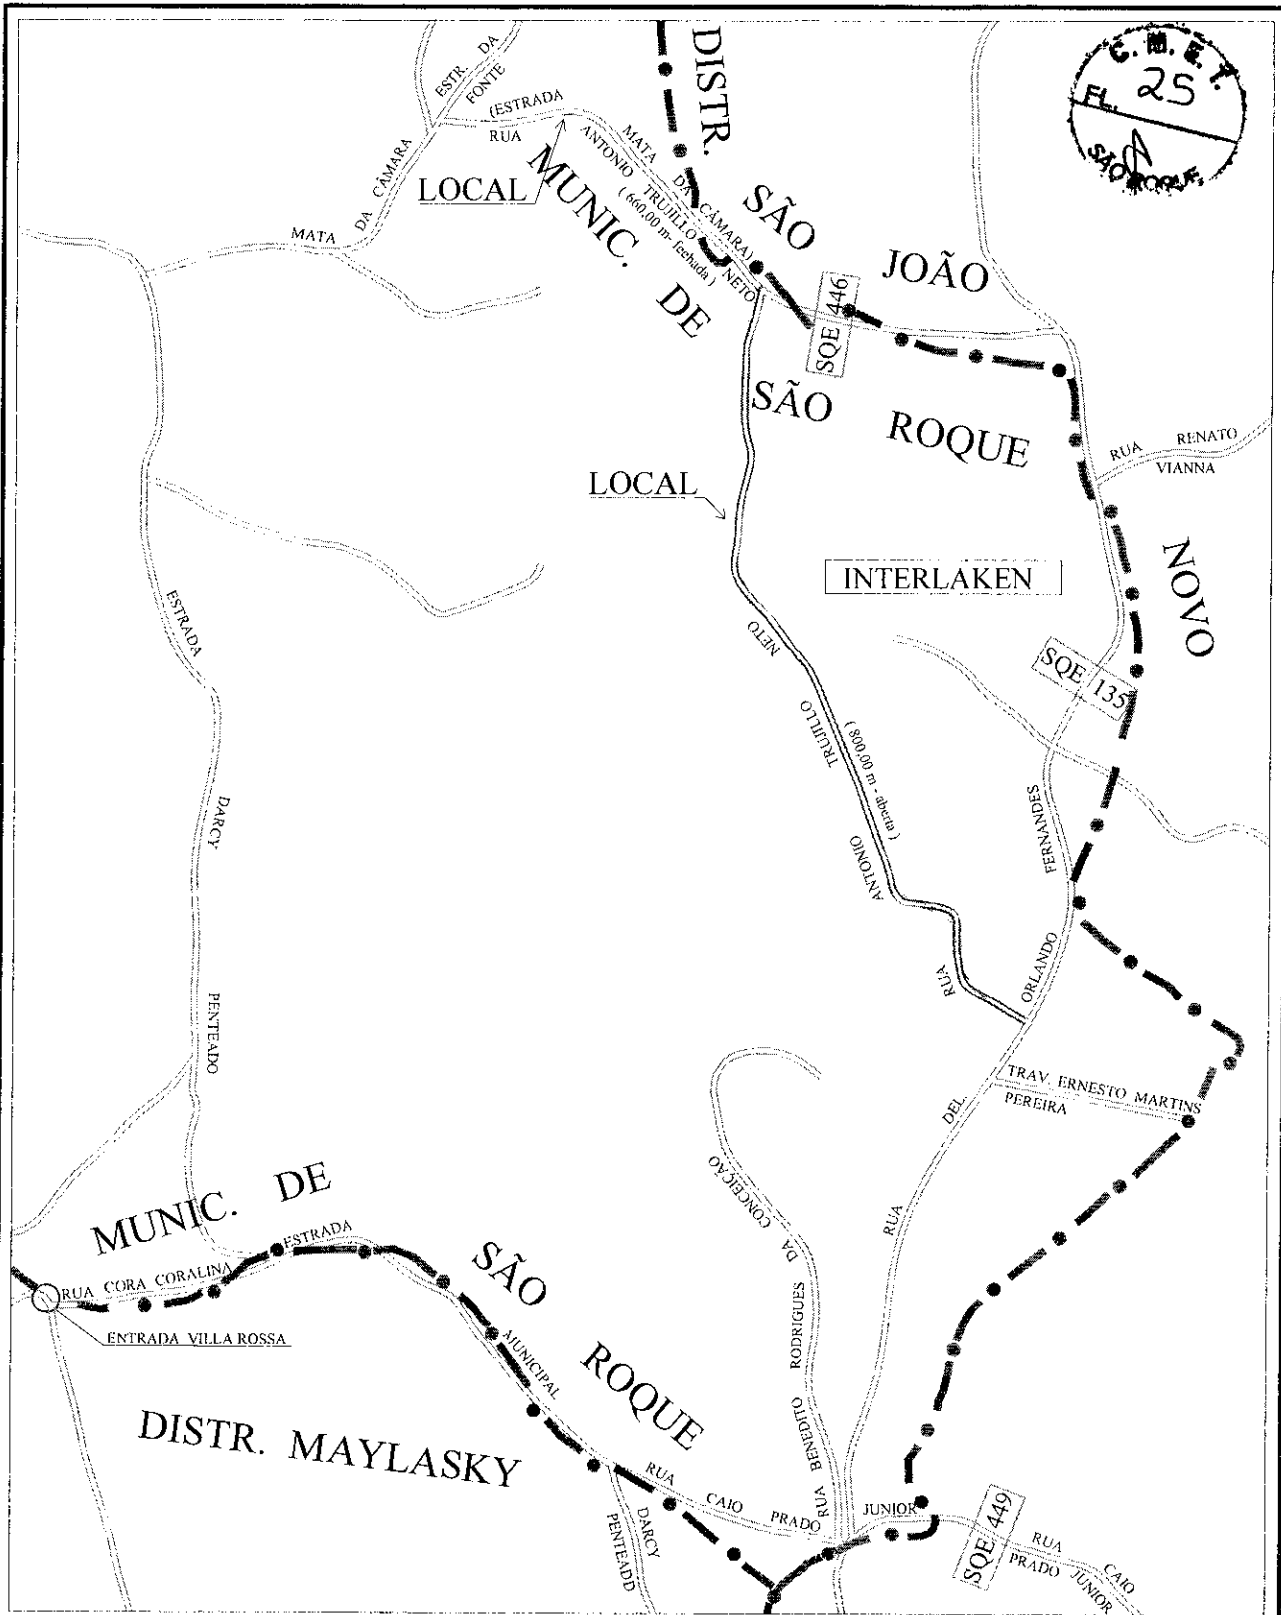 C. M. E. T.
FL. 25
SÃO ROQUE
DISTR.
SÃO
JOÃO
NOVO
ESTR. DA
FONTE
(ESTRADA
RUA
MATA DA CÂMARA)
ANTONIO TRUJILLO NETO
( 660,00 m- fechada )
LOCAL
MATA DA CÂMARA
MUNIC. DE
SÃO ROQUE
SQE 446
RUA RENATO
VIANNA
LOCAL
INTERLAKEN
SQE 135
ESTRADA
DARCY
PENTEADO
RUA ANTONIO TRUJILLO NETO
( 800,00 m - aberta )
RUA DEL. ORLANDO FERNANDES
TRAV. ERNESTO MARTINS
PEREIRA
RUA BENEDITO RODRIGUES DA CONCEIÇAO
MUNIC. DE
SÃO
ROQUE
RUA CORA CORALINA
ESTRADA
MUNICIPAL
ENTRADA VILLA ROSSA
DISTR. MAYLASKY
RUA CAIO PRADO JUNIOR
DARCY
PENTEADD
SQE 449
RUA CAIO
PRADO JUNIOR